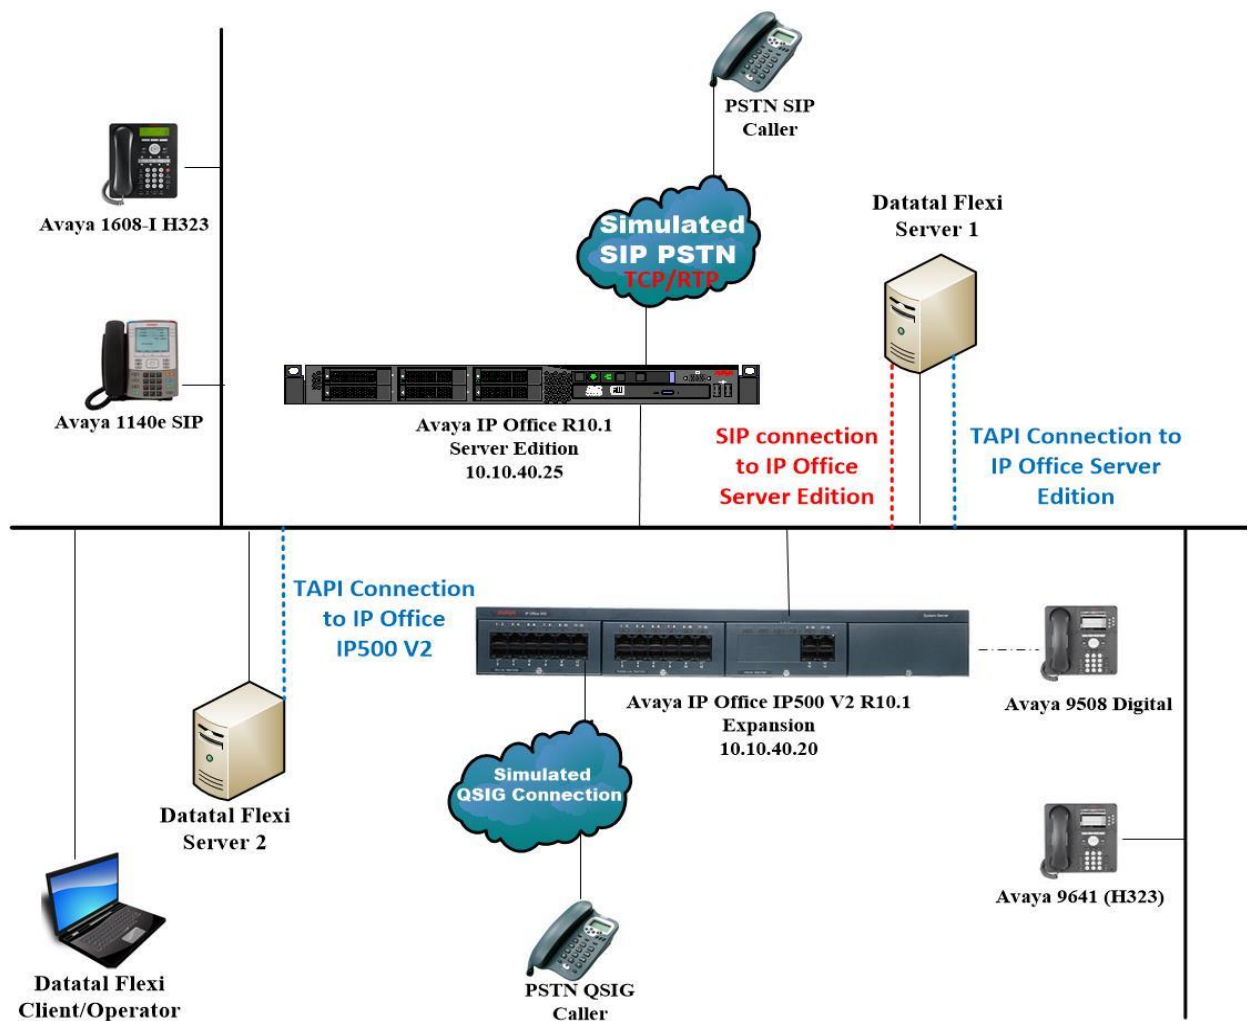 PSTN SIP
Caller
Avaya 1608-I H323
Simulated
SIP PSTN
TCP/RTP
Datatal Flexi
Server 1
Avaya 1140e SIP
Avaya IP Office R10.1
Server Edition
10.10.40.25
SIP connection
to IP Office
Server Edition
TAPI Connection to
IP Office Server
Edition
TAPI Connection
to IP Office
IP500 V2
Avaya IP Office IP500 V2 R10.1
Expansion
10.10.40.20
Avaya 9508 Digital
Simulated
QSIG Connection
Datatal Flexi
Server 2
Avaya 9641 (H323)
Datatal Flexi
Client/Operator
PSTN QSIG
Caller